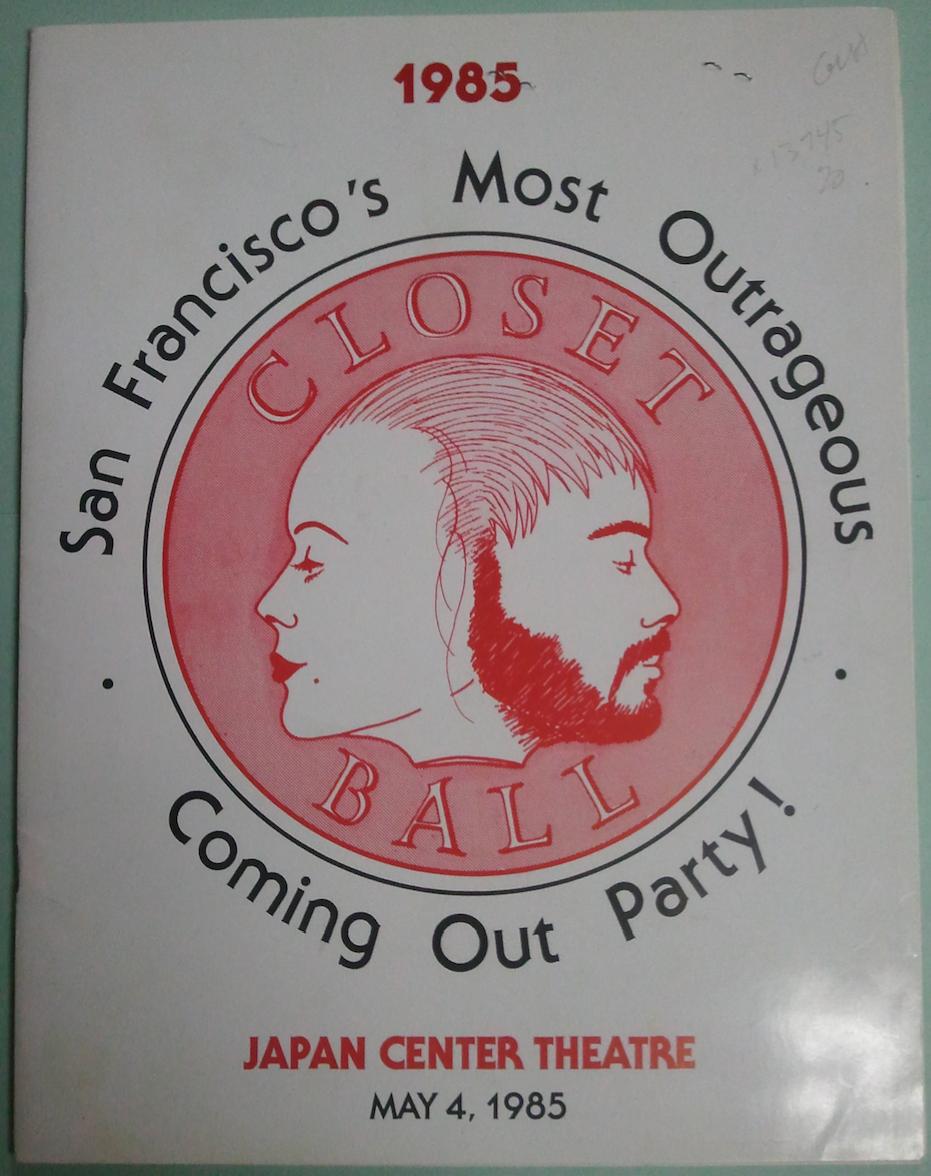 1985
San Francisco's Most Outrageous
CLOSET
BALL
Coming Out Party!
JAPAN CENTER THEATRE
MAY 4, 1985